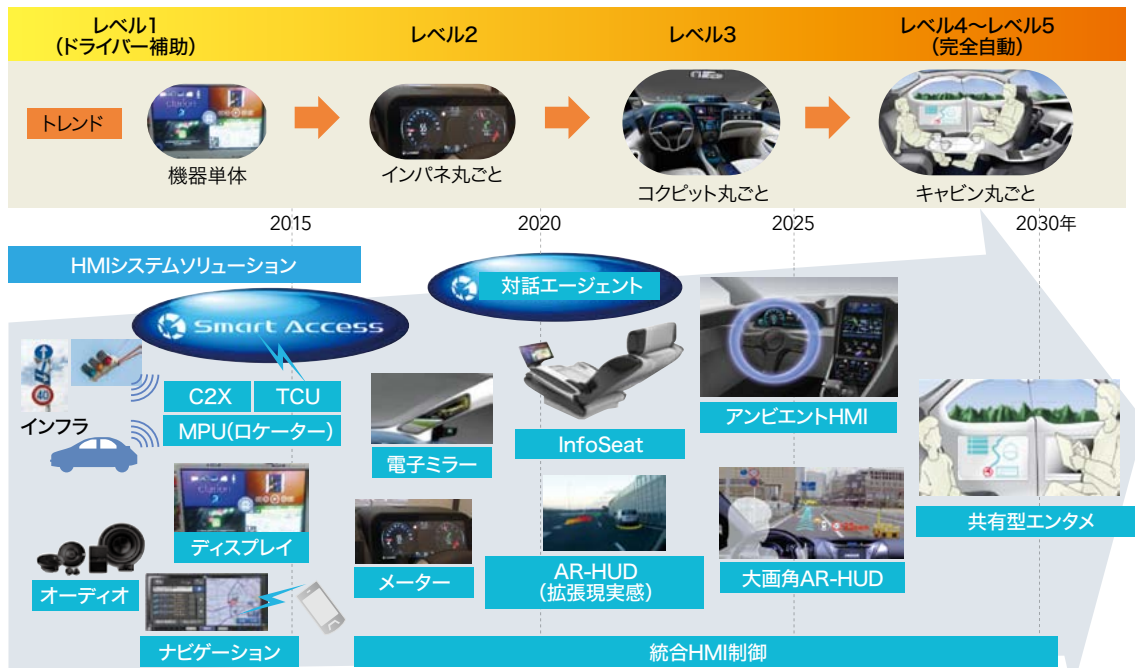 レベル1
(ドライバー補助)
レベル2
レベル3
レベル4～レベル5
(完全自動)
トレンド
機器単体
インパネ丸ごと
コクピット丸ごと
キャビン丸ごと
2015
2020
2025
2030年
HMIシステムソリューション
Smart Access
対話エージェント
40
インフラ
C2X
TCU
MPU(ロケーター)
電子ミラー
InfoSeat
アンビエントHMI
ディスプレイ
メーター
AR-HUD
(拡張現実感)
大画角AR-HUD
共有型エンタメ
オーディオ
ナビゲーション
統合HMI制御